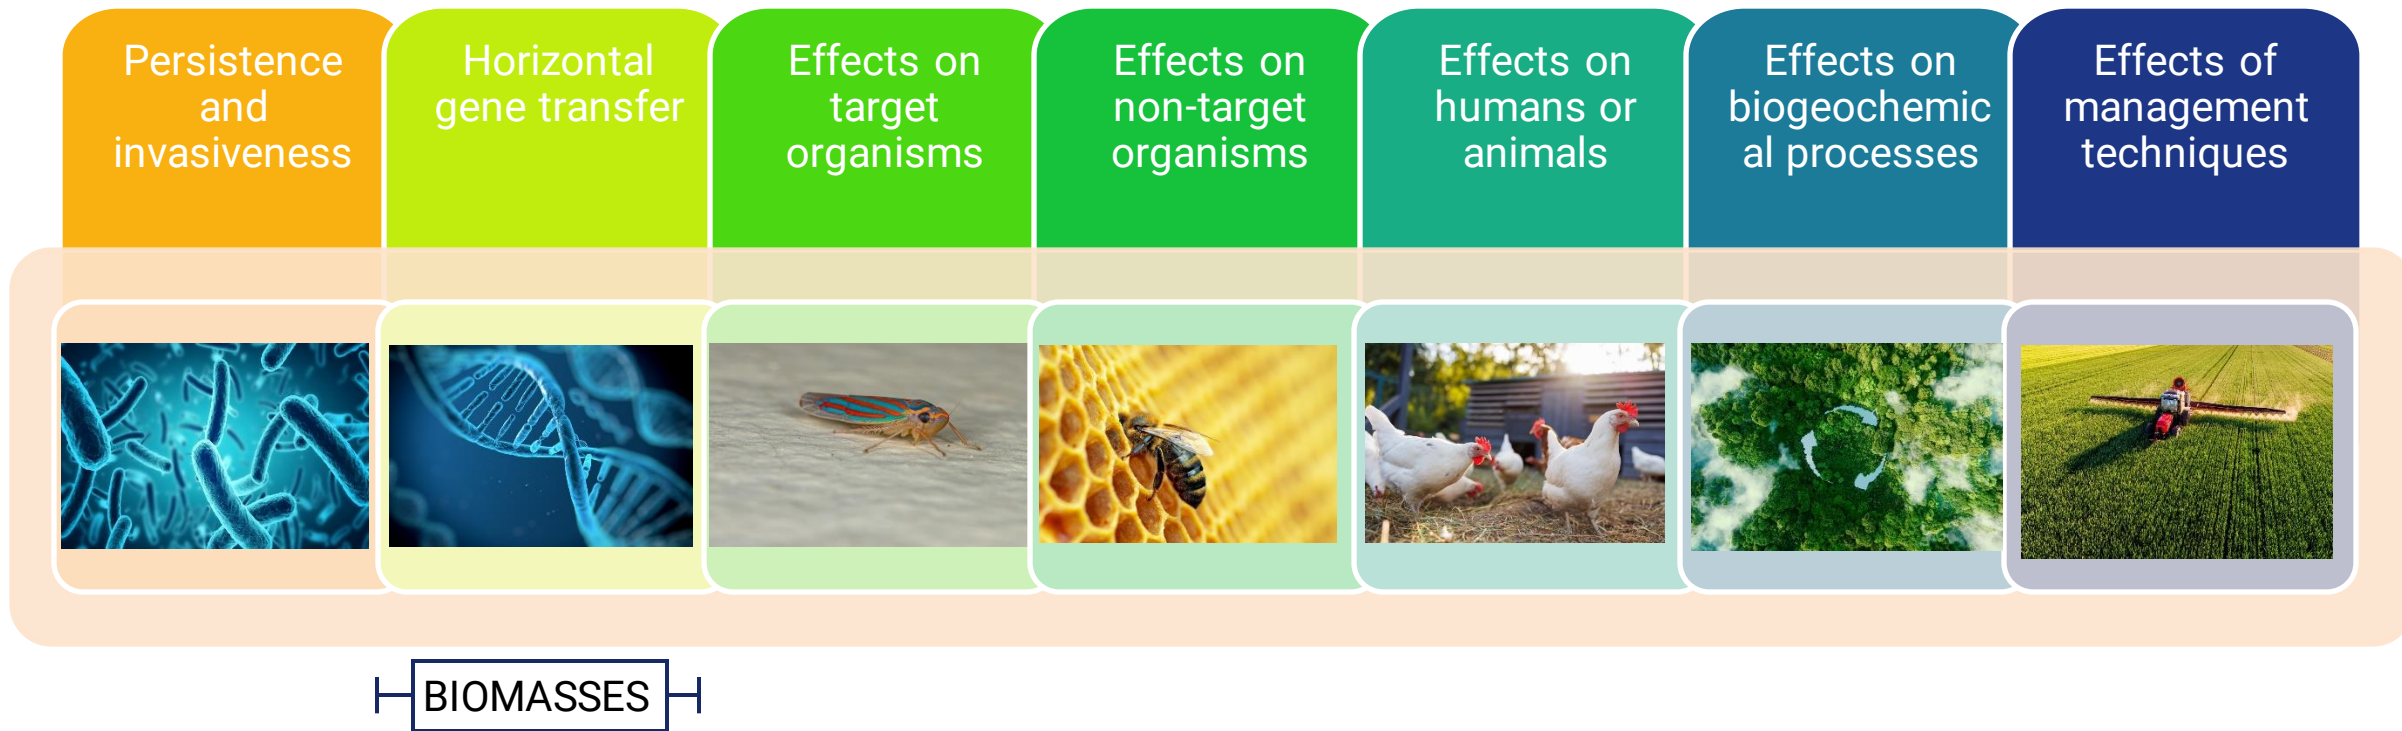 Persistence
and
invasiveness
Horizontal
gene transfer
Effects on
target
organisms
Effects on
non-target
organisms
Effects on
humans or
animals
Effects on
biogeochemic
al processes
Effects of
management
techniques
BIOMASSES